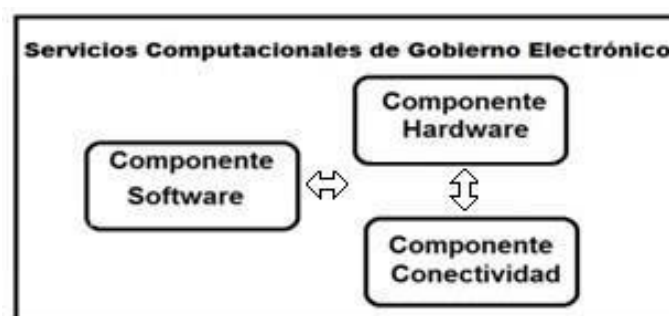 Servicios Computacionales de Gobierno Electrónico
Componente
Hardware
Componente
Software
Componente
Conectividad